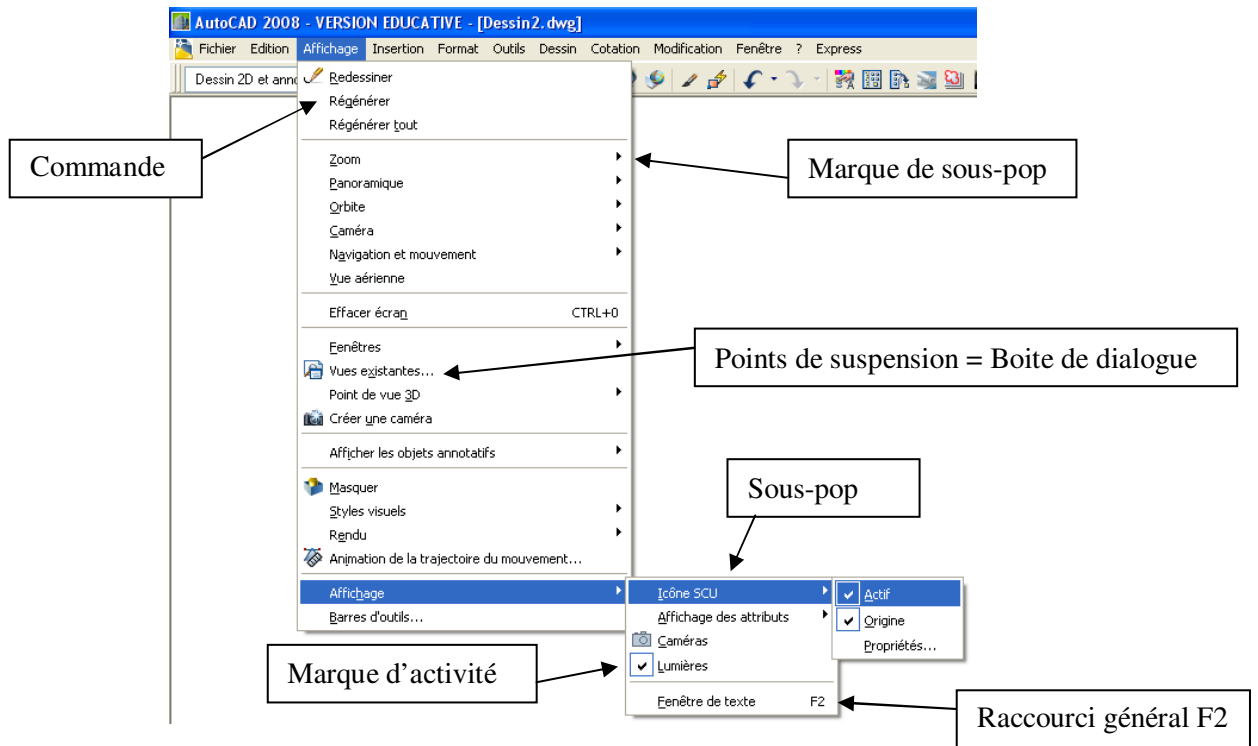 AutoCAD 2008 - VERSION EDUCATIVE - [Dessin2.dwg]
Fichier Edition Affichage Insertion Format Outils Dessin Cotation Modification Fenêtre ? Express
Dessin 2D et anno
Redessiner
Régénérer
Régénérer tout
Commande
Zoom
Marque de sous-pop
Panoramique
Orbite
Caméra
Navigation et mouvement
Vue aérienne
Effacer écran CTRL+0
Fenêtres
Points de suspension = Boite de dialogue
Vues existantes...
Point de vue 3D
Créer une caméra
Afficher les objets annotatifs
Masquer
Sous-pop
Styles visuels
Rendu
Animation de la trajectoire du mouvement...
Affichage Icône SCU Actif
Barres d'outils... Affichage des attributs Origine
Caméras Propriétés...
Marque d’activité Lumières
Fenêtre de texte F2
Raccourci général F2